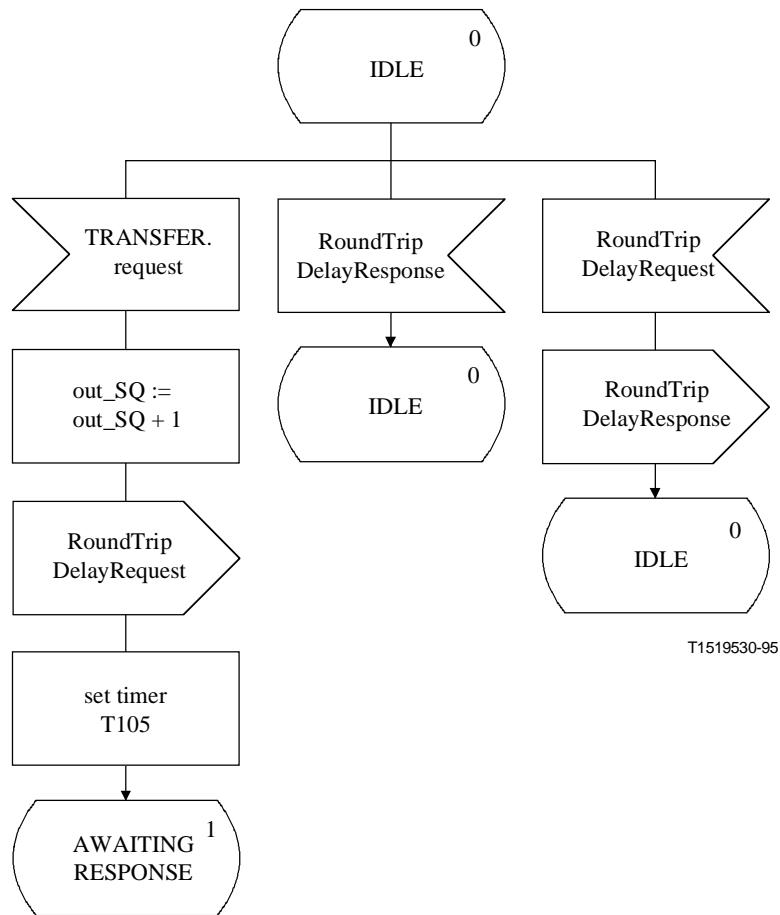 0
IDLE
TRANSFER.
request
RoundTrip
DelayResponse
RoundTrip
DelayRequest
out_SQ :=
out_SQ + 1
0
IDLE
RoundTrip
DelayResponse
RoundTrip
DelayRequest
0
IDLE
T1519530-95
set timer
T105
1
AWAITING
RESPONSE